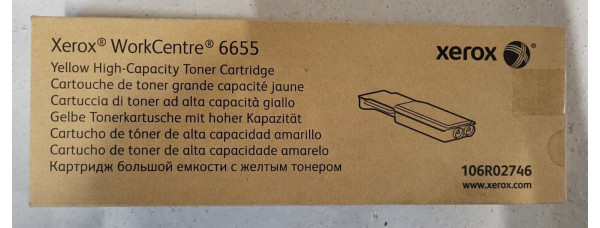 Xerox® WorkCentre® 6655
Yellow High-Capacity Toner Cartridge
Cartouche de toner grande capacité jaune
Cartuccia di toner ad alta capacità giallo
Gelbe Tonerkartusche mit hoher Kapazität
Cartucho de tóner de alta capacidad amarillo
Cartucho de toner de alta capacidade amarelo
Картридж большой емкости с желтым тонером
xerox
106R02746
www.xerox.com